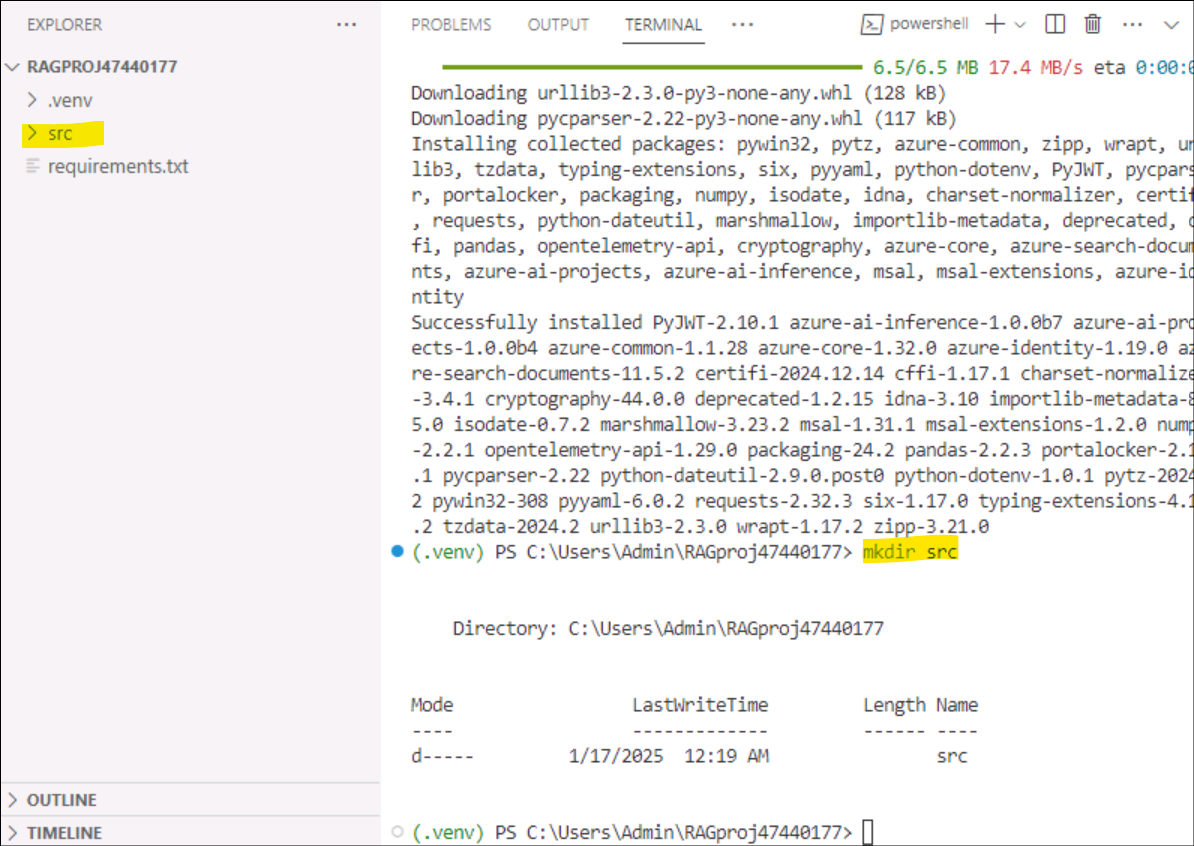 EXPLORER
RAGPROJ47440177
.venv
src
requirements.txt
OUTLINE
TIMELINE
PROBLEMS OUTPUT TERMINAL powershell
6.5/6.5 MB 17.4 MB/s eta 0:00:0
Downloading urllib3-2.3.0-py3-none-any.whl (128 kB)
Downloading pycparser-2.22-py3-none-any.whl (117 kB)
Installing collected packages: pywin32, pytz, azure-common, zipp, wrapt, ur
lib3, tzdata, typing-extensions, six, pyyaml, python-dotenv, PyJWT, pycpars
r, portalocker, packaging, numpy, isodate, idna, charset-normalizer, certif
, requests, python-dateutil, marshmallow, importlib-metadata, deprecated, c
fi, pandas, opentelemetry-api, cryptography, azure-core, azure-search-docum
nts, azure-ai-projects, azure-ai-inference, msal, msal-extensions, azure-id
ntity
Successfully installed PyJWT-2.10.1 azure-ai-inference-1.0.0b7 azure-ai-pro
ects-1.0.0b4 azure-common-1.1.28 azure-core-1.32.0 azure-identity-1.19.0 az
re-search-documents-11.5.2 certifi-2024.12.14 cffi-1.17.1 charset-normalize
-3.4.1 cryptography-44.0.0 deprecated-1.2.15 idna-3.10 importlib-metadata-8
5.0 isodate-0.7.2 marshmallow-3.23.2 msal-1.31.1 msal-extensions-1.2.0 nump
-2.2.1 opentelemetry-api-1.29.0 packaging-24.2 pandas-2.2.3 portalocker-2.1
.1 pycparser-2.22 python-dateutil-2.9.0.post0 python-dotenv-1.0.1 pytz-2024
2 pywin32-308 pyyaml-6.0.2 requests-2.32.3 six-1.17.0 typing-extensions-4.1
.2 tzdata-2024.2 urllib3-2.3.0 wrapt-1.17.2 zipp-3.21.0
(.venv) PS C:\Users\Admin\RAGproj47440177> mkdir src
Directory: C:\Users\Admin\RAGproj47440177
Mode LastWriteTime Length Name
---- ------------- ------ ----
d----- 1/17/2025 12:19 AM src
(.venv) PS C:\Users\Admin\RAGproj47440177>